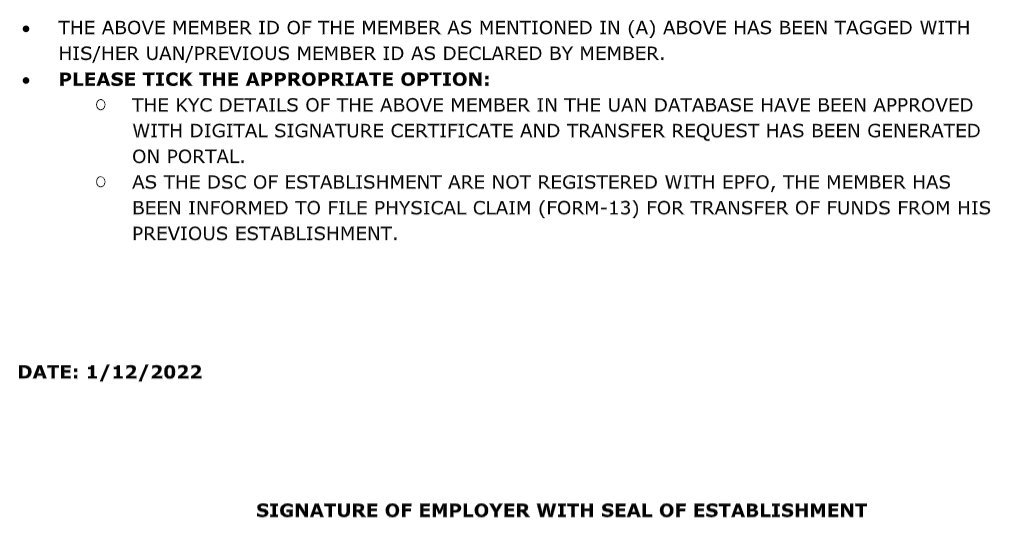 • THE ABOVE MEMBER ID OF THE MEMBER AS MENTIONED IN (A) ABOVE HAS BEEN TAGGED WITH
HIS/HER UAN/PREVIOUS MEMBER ID AS DECLARED BY MEMBER.
• PLEASE TICK THE APPROPRIATE OPTION:
○ THE KYC DETAILS OF THE ABOVE MEMBER IN THE UAN DATABASE HAVE BEEN APPROVED
WITH DIGITAL SIGNATURE CERTIFICATE AND TRANSFER REQUEST HAS BEEN GENERATED
ON PORTAL.
○ AS THE DSC OF ESTABLISHMENT ARE NOT REGISTERED WITH EPFO, THE MEMBER HAS
BEEN INFORMED TO FILE PHYSICAL CLAIM (FORM-13) FOR TRANSFER OF FUNDS FROM HIS
PREVIOUS ESTABLISHMENT.
DATE: 1/12/2022
SIGNATURE OF EMPLOYER WITH SEAL OF ESTABLISHMENT